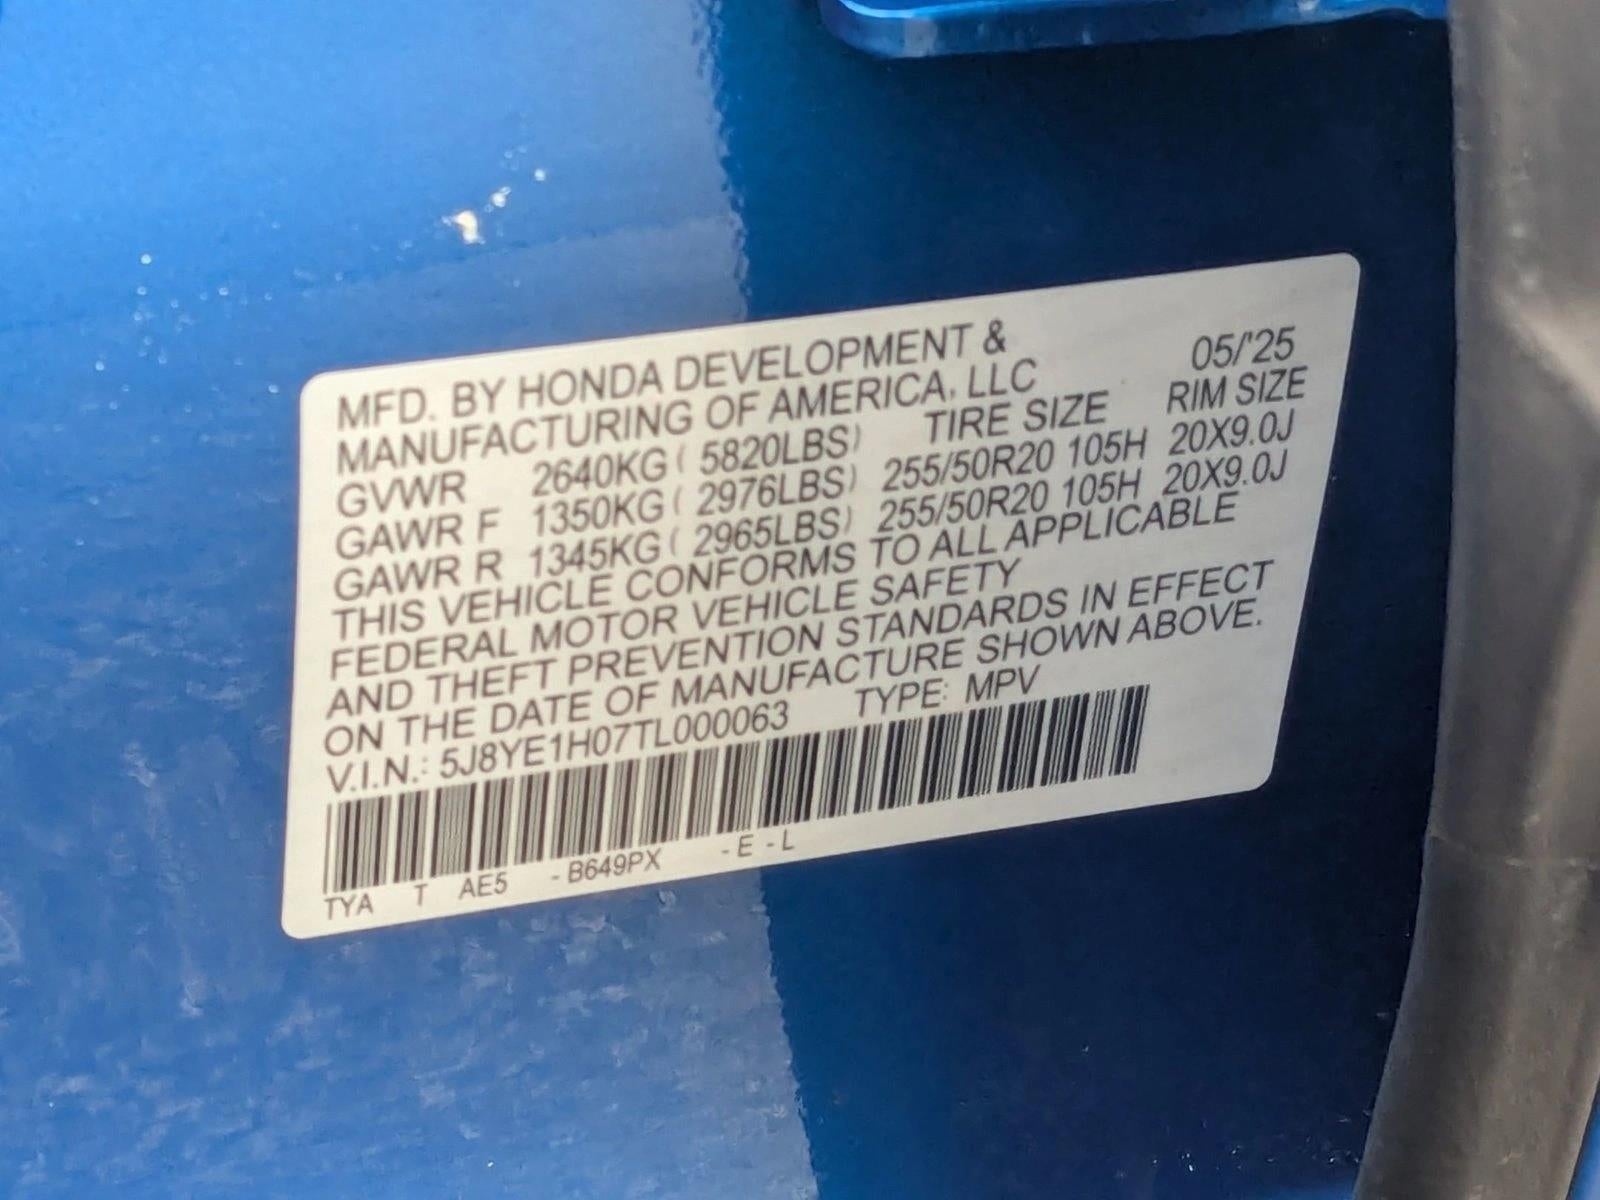 MFD. BY HONDA DEVELOPMENT & 05/'25
MANUFACTURING OF AMERICA, LLC
TIRE SIZE RIM SIZE
GVWR 2640KG ( 5820LBS)
GAWR F 1350KG ( 2976LBS) 255/50R20 105H 20X9.0J
GAWR R 1345KG ( 2965LBS) 255/50R20 105H 20X9.0J
THIS VEHICLE CONFORMS TO ALL APPLICABLE
FEDERAL MOTOR VEHICLE SAFETY
AND THEFT PREVENTION STANDARDS IN EFFECT
ON THE DATE OF MANUFACTURE SHOWN ABOVE.
V.I.N.: 5J8YE1H07TL000063 TYPE: MPV
TYA T AE5 -B649PX -E-L